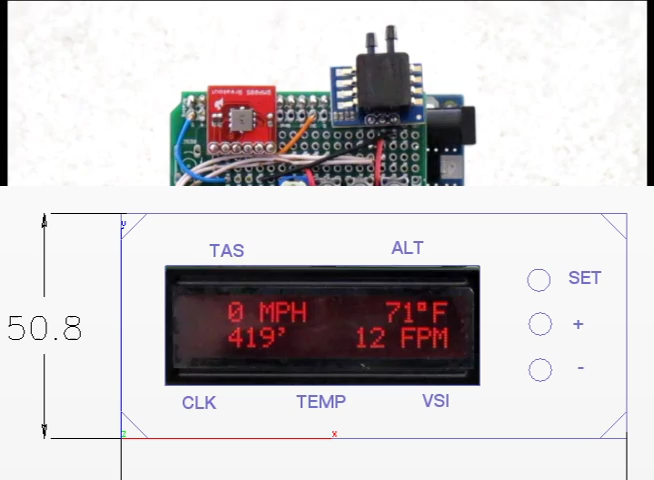 TAS ALT
0 MPH 71°F
419' 12 FPM
SET
+
-
50.8
CLK TEMP VSI
Y
Z
X